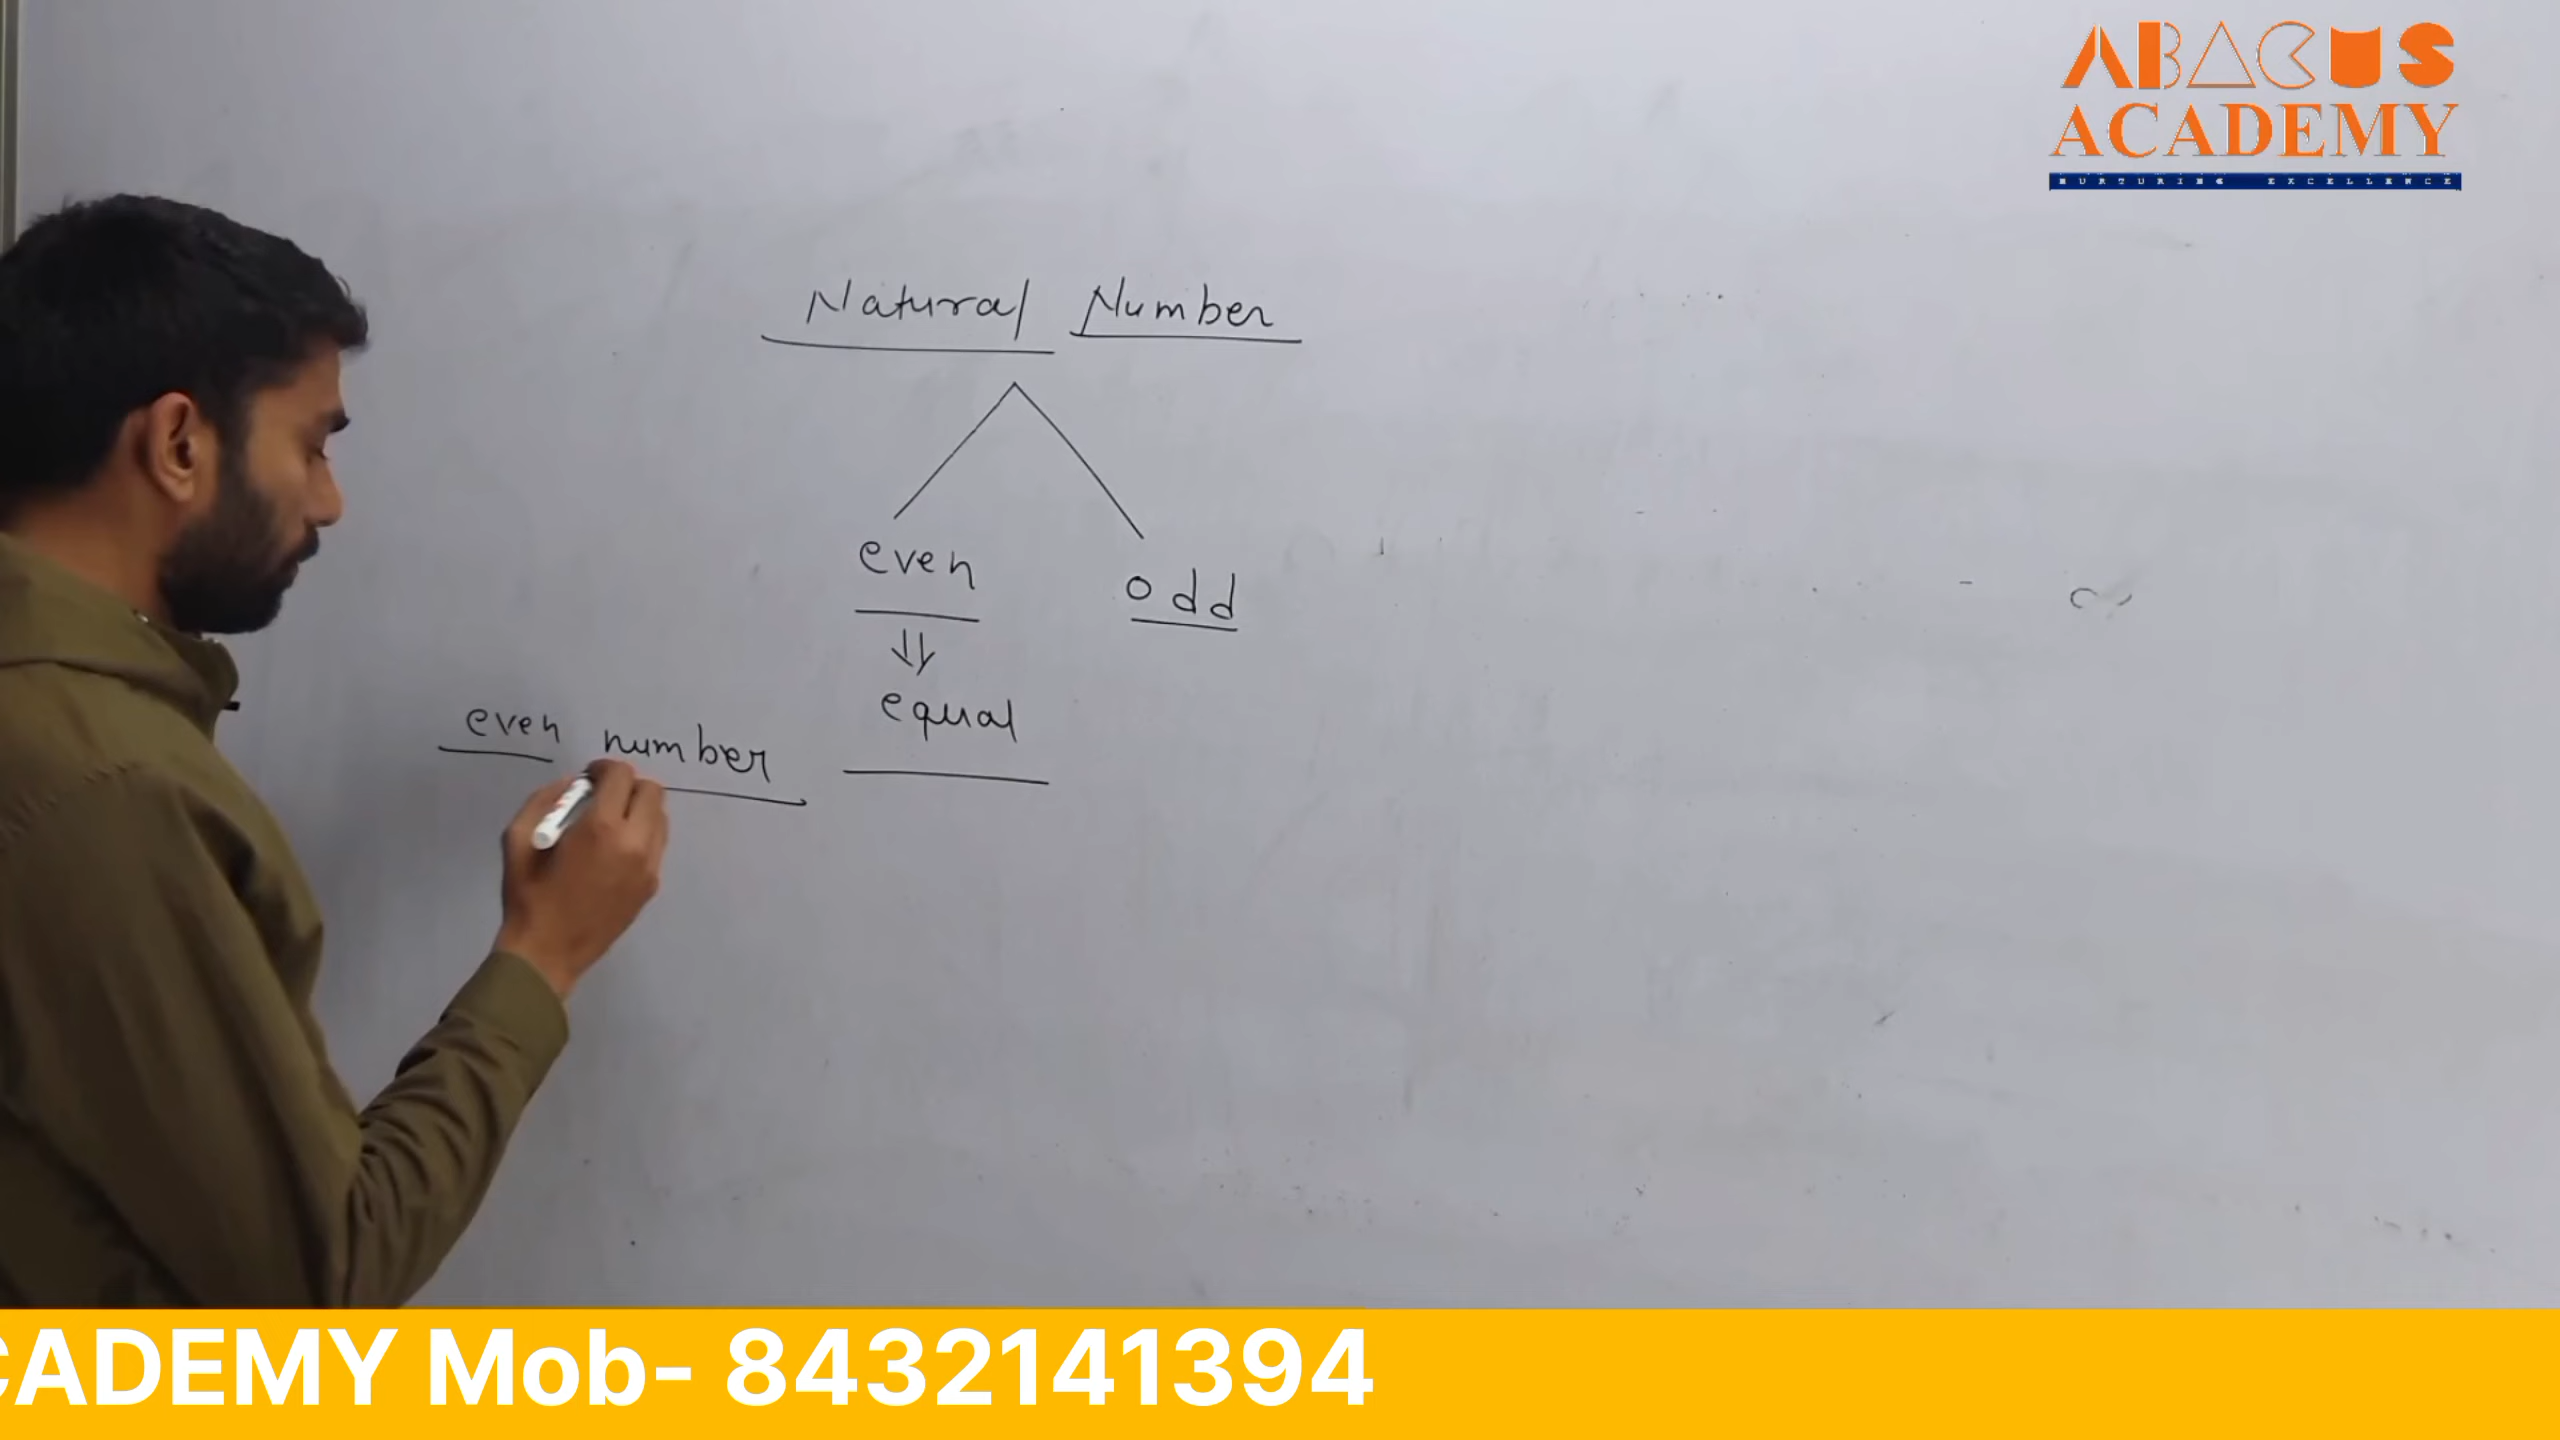 ABACUS
ACADEMY
NURTURING EXCELLENCE
Natural Number
even odd
equal
even number
CADEMY Mob- 8432141394